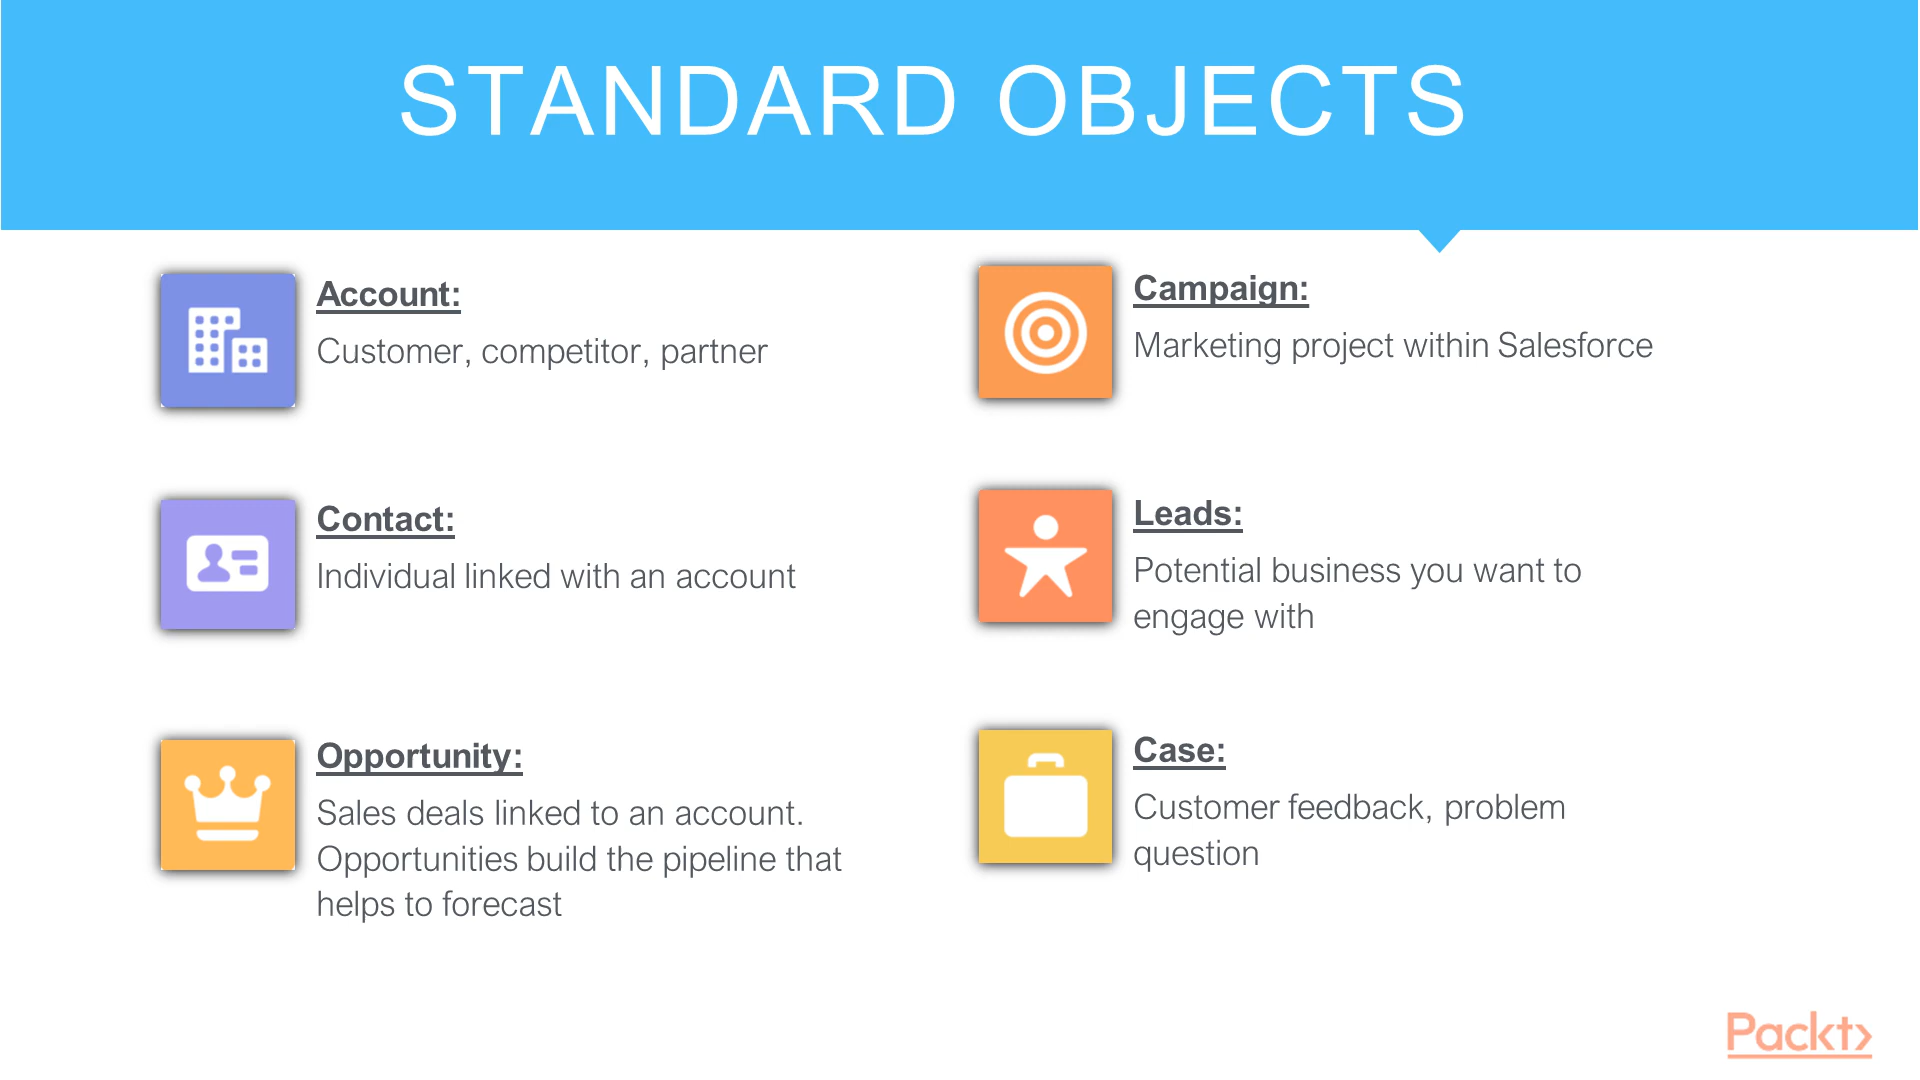 STANDARD OBJECTS
Account:
Customer, competitor, partner
Contact:
Individual linked with an account
Opportunity:
Sales deals linked to an account.
Opportunities build the pipeline that
helps to forecast
Campaign:
Marketing project within Salesforce
Leads:
Potential business you want to
engage with
Case:
Customer feedback, problem
question
Packt>